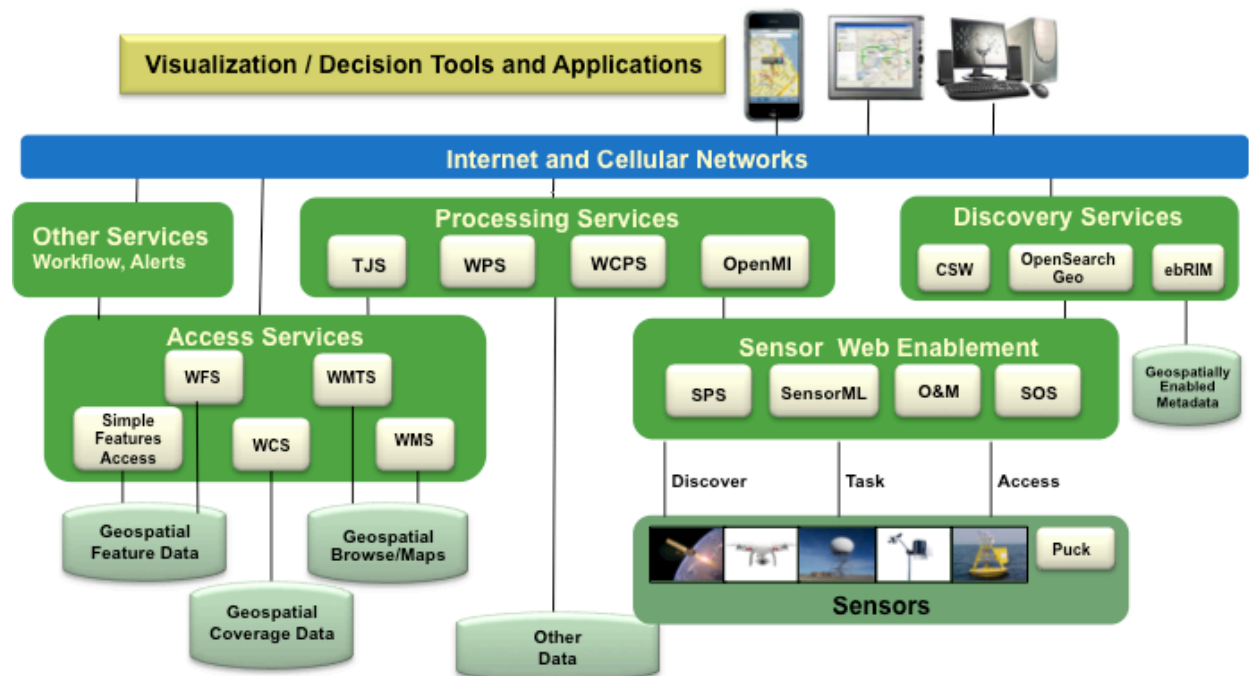 Visualization / Decision Tools and Applications
Internet and Cellular Networks
Other Services
Workflow, Alerts
Processing Services
TJS
WPS
WCPS
OpenMI
Discovery Services
CSW
OpenSearch
Geo
ebRIM
Access Services
WFS
WMTS
Simple
Features
Access
WCS
WMS
Sensor Web Enablement
SPS
SensorML
O&M
SOS
Geospatially
Enabled
Metadata
Discover
Task
Access
Geospatial
Feature Data
Geospatial
Browse/Maps
Geospatial
Coverage Data
Other
Data
Puck
Sensors